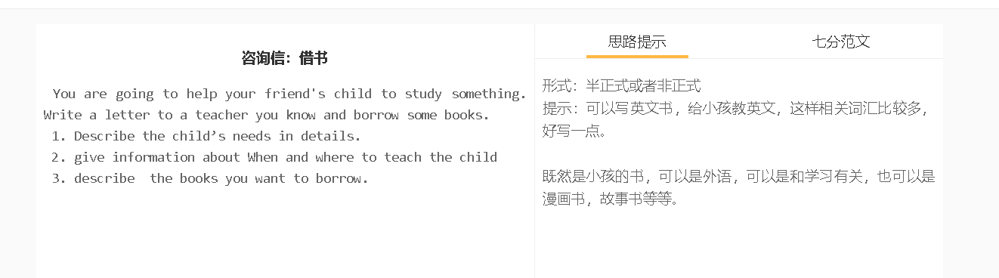 咨询信：借书
You are going to help your friend's child to study something.
Write a letter to a teacher you know and borrow some books.
1. Describe the child’s needs in details.
2. give information about When and where to teach the child
3. describe  the books you want to borrow.
思路提示
七分范文
形式：半正式或者非正式
提示：可以写英文书，给小孩教英文，这样相关词汇比较多，
好写一点。
既然是小孩的书，可以是外语，可以是和学习有关，也可以是
漫画书，故事书等等。